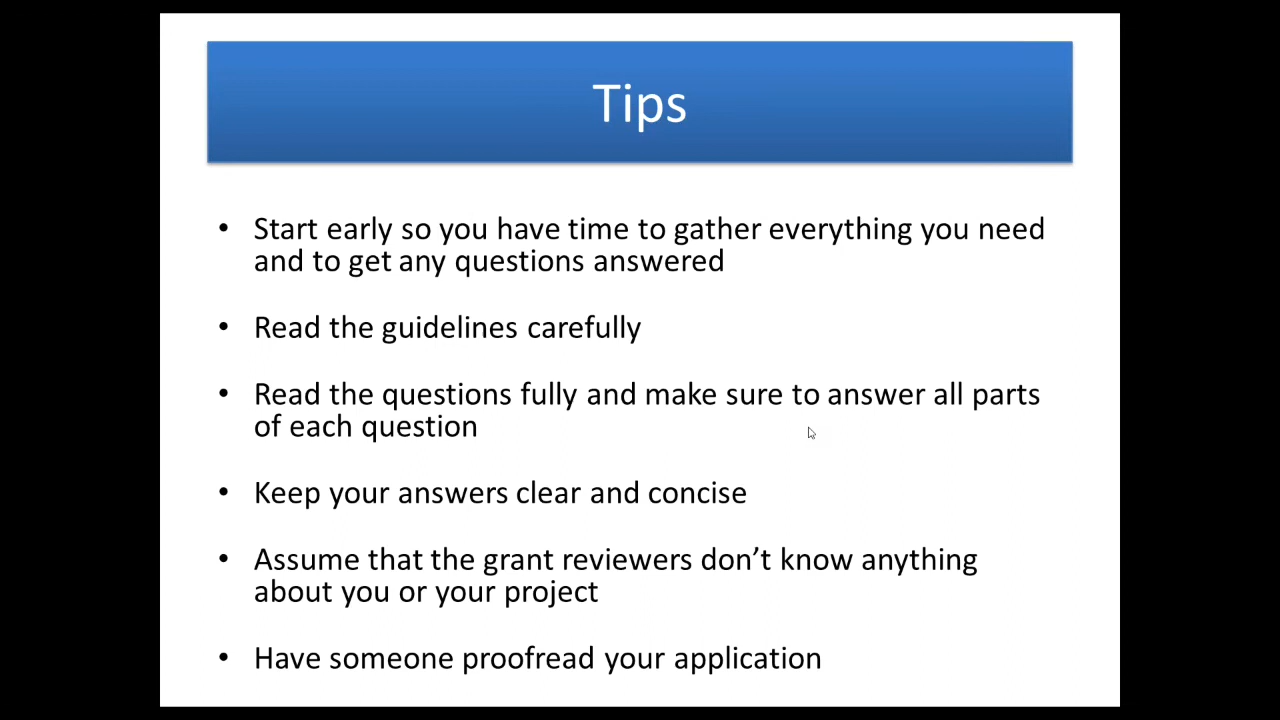 Tips
• Start early so you have time to gather everything you need
and to get any questions answered
• Read the guidelines carefully
• Read the questions fully and make sure to answer all parts
of each question
• Keep your answers clear and concise
• Assume that the grant reviewers don’t know anything
about you or your project
• Have someone proofread your application